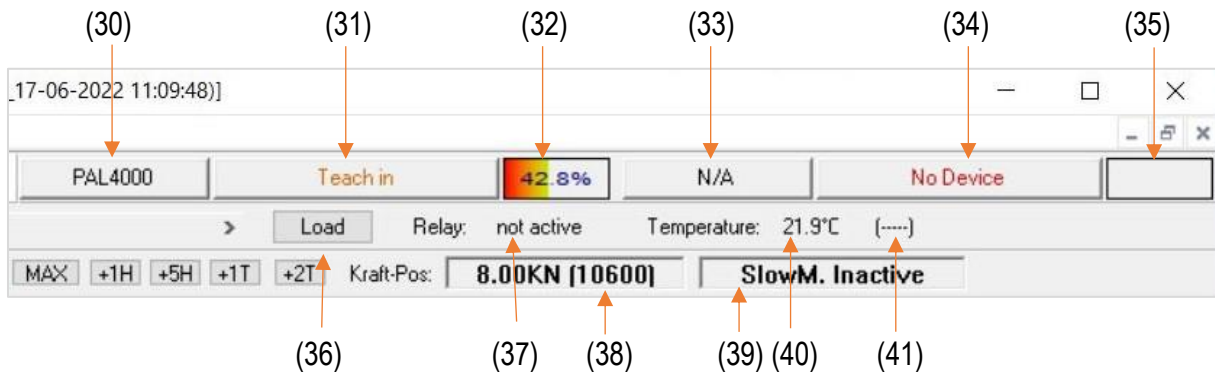 (30) (31) (32) (33) (34) (35)
_17-06-2022 11:09:48)]
PAL4000 Teach in 42.8% N/A No Device
> Load Relay: not active Temperature: 21.9°C (-----)
MAX +1H +5H +1T +2T Kraft-Pos: 8.00KN (10600) SlowM. Inactive
(36) (37) (38) (39) (40) (41)